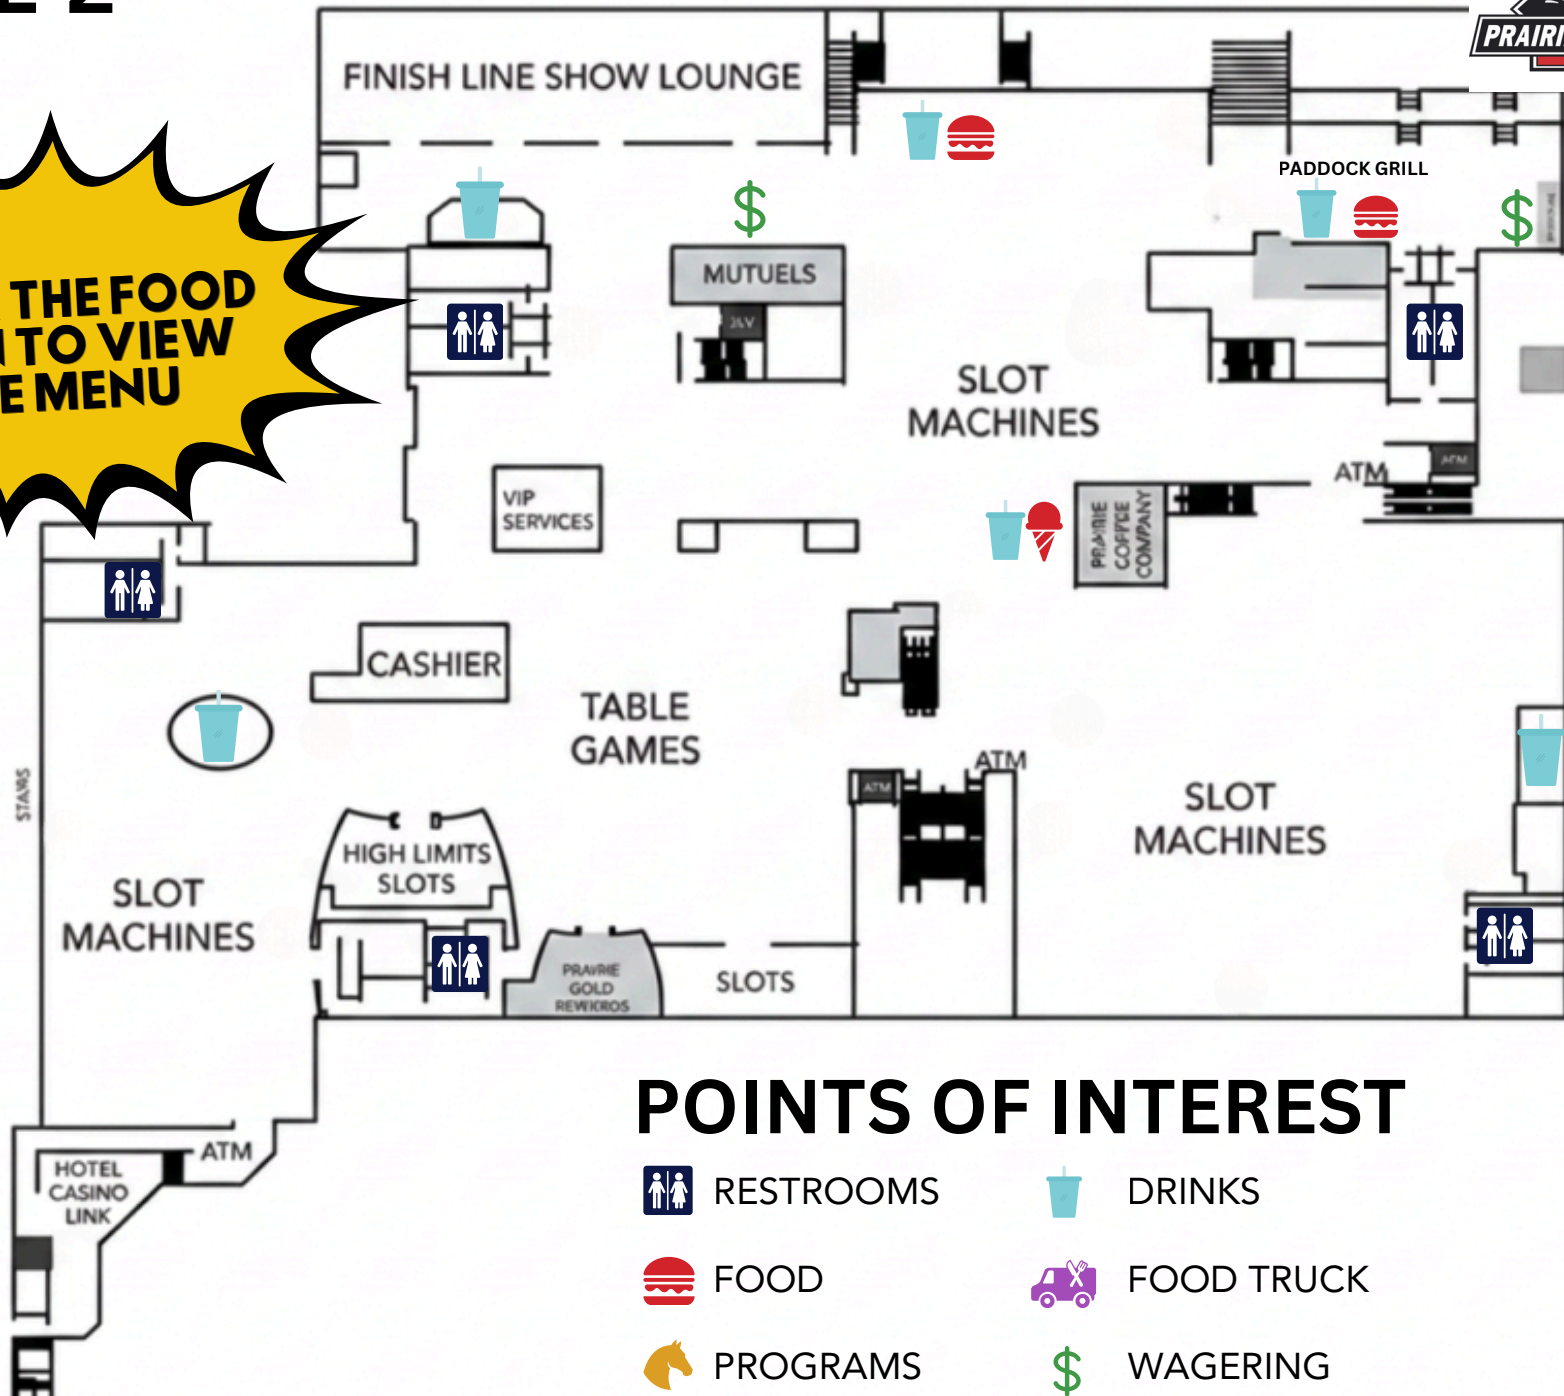 PRAIRI
FINISH LINE SHOW LOUNGE
PADDOCK GRILL
THE FOOD
TO VIEW
E MENU
MUTUELS
SLOT
MACHINES
ATM
ATM
VIP
SERVICES
PRAIRIE
COFFEE
COMPANY
CASHIER
TABLE
GAMES
STAIRS
ATM
ATM
SLOT
MACHINES
HIGH LIMITS
SLOTS
SLOT
MACHINES
PRAIRIE
GOLD
SLOTS
ATM
HOTEL
CASINO
LINK
POINTS OF INTEREST
RESTROOMS
DRINKS
FOOD
FOOD TRUCK
PROGRAMS
WAGERING